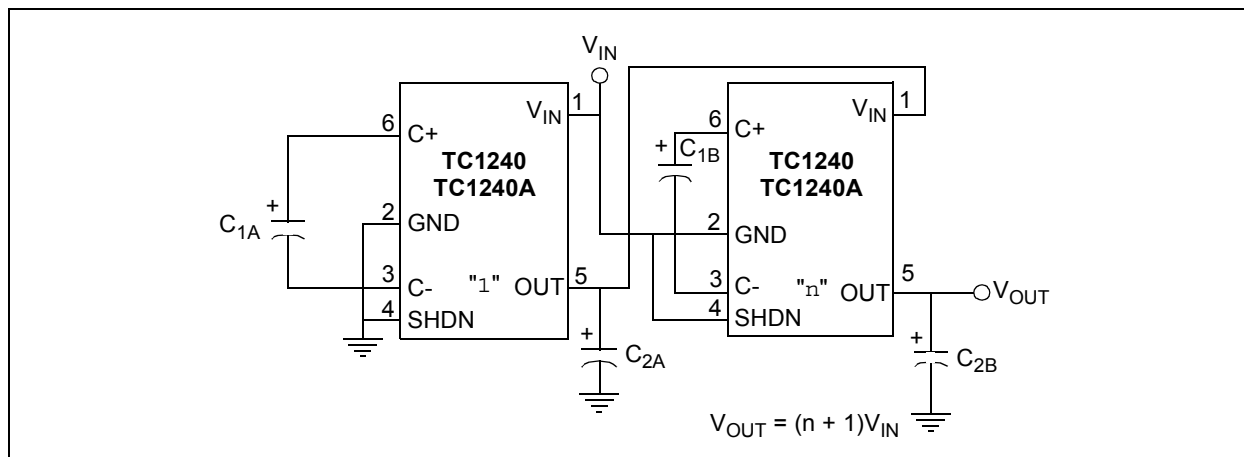 V_IN
6
C+
V_IN
1
TC1240
TC1240A
+
C_1A
2
GND
3
C-
"1"
OUT
5
4
SHDN
+
C_2A
6
C+
V_IN
1
+
C_1B
TC1240
TC1240A
2
GND
3
C-
"n"
OUT
5
V_OUT
4
SHDN
+
C_2B
V_OUT = (n + 1)V_IN